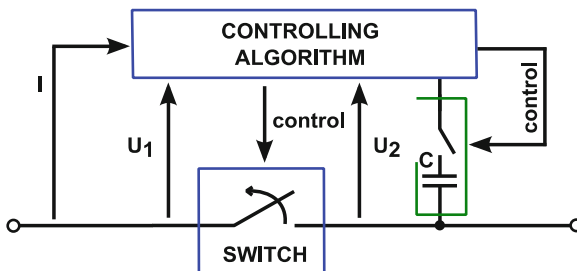 CONTROLLING
ALGORITHM
I
U1
control
U2
control
C
SWITCH